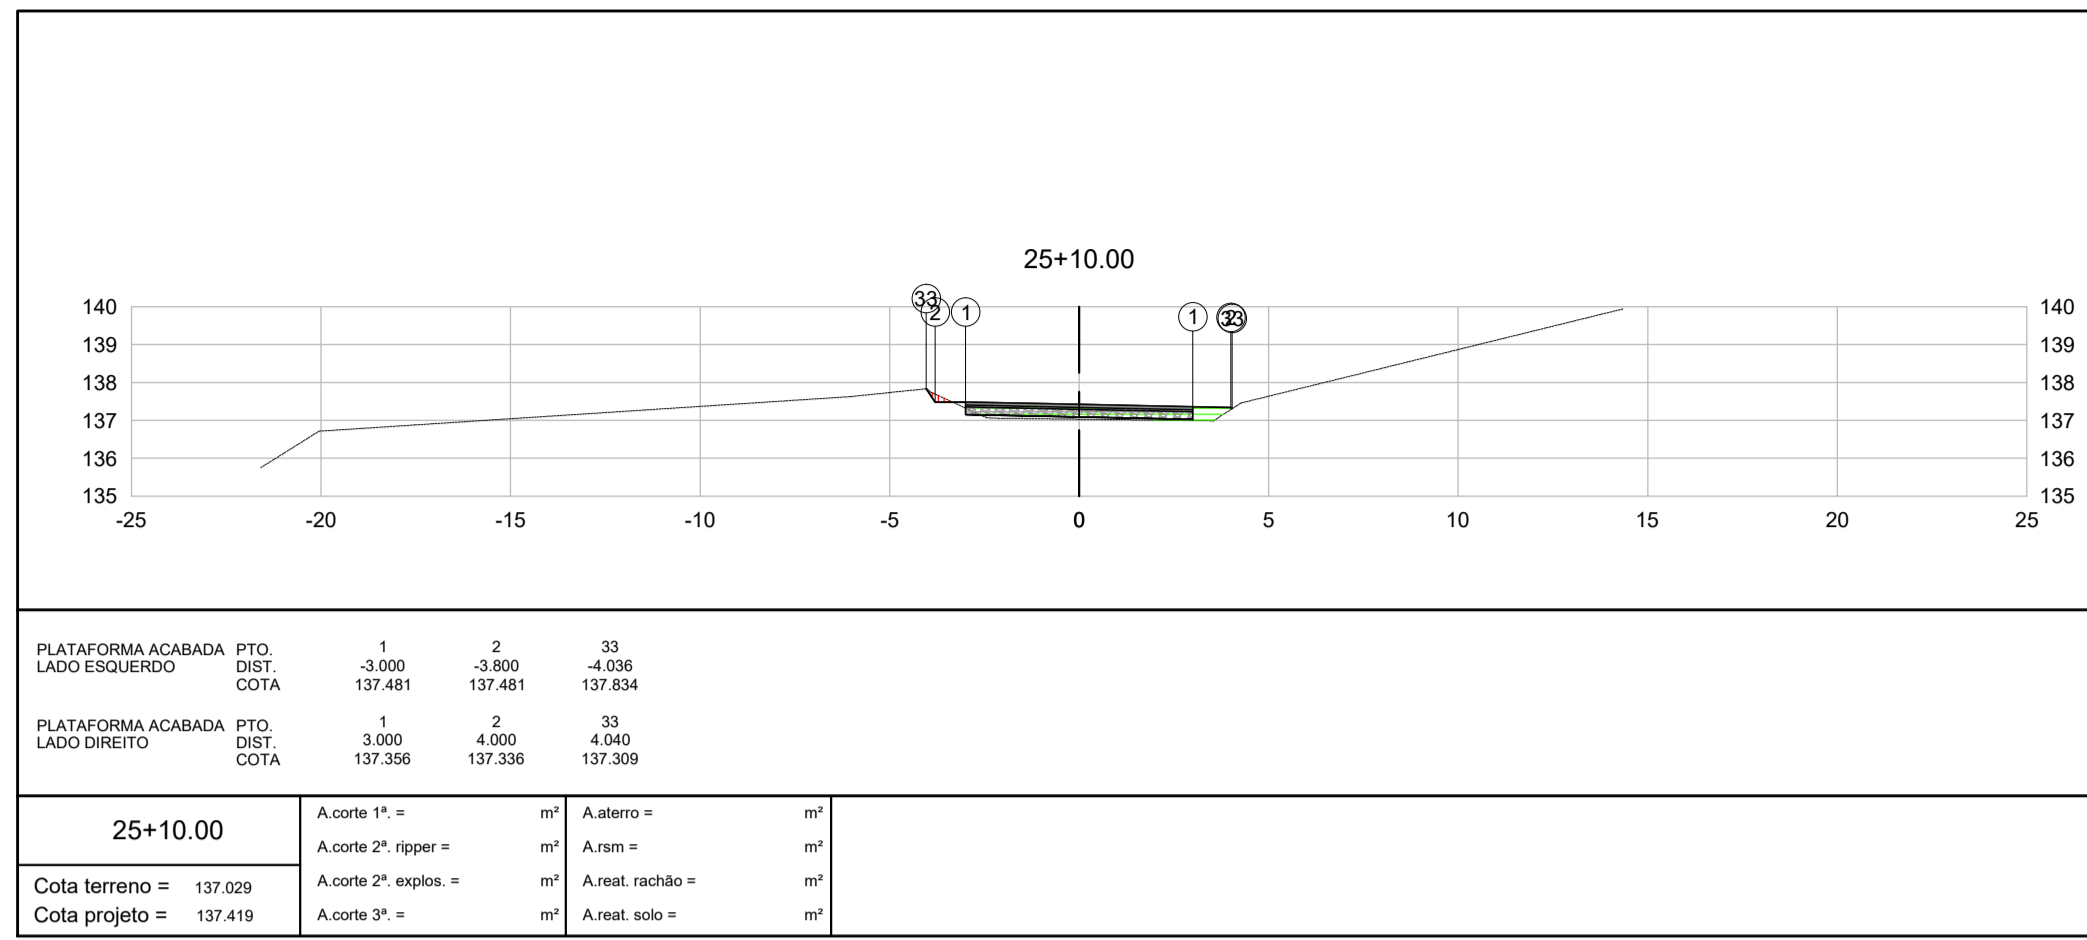 25+10.00
33 2 1 1 2 33
140 140
139 139
138 138
137 137
136 136
135 135
-25 -20 -15 -10 -5 0 5 10 15 20 25
PLATAFORMA ACABADA PTO. 1 2 33
LADO ESQUERDO DIST. -3.000 -3.800 -4.036
COTA 137.481 137.481 137.834
PLATAFORMA ACABADA PTO. 1 2 33
LADO DIREITO DIST. 3.000 4.000 4.040
COTA 137.356 137.336 137.309
25+10.00
Cota terreno = 137.029
Cota projeto = 137.419
A.corte 1ª. = m²
A.corte 2ª. ripper = m²
A.corte 2ª. explos. = m²
A.corte 3ª. = m²
A.aterro = m²
A.rsm = m²
A.reat. rachão = m²
A.reat. solo = m²